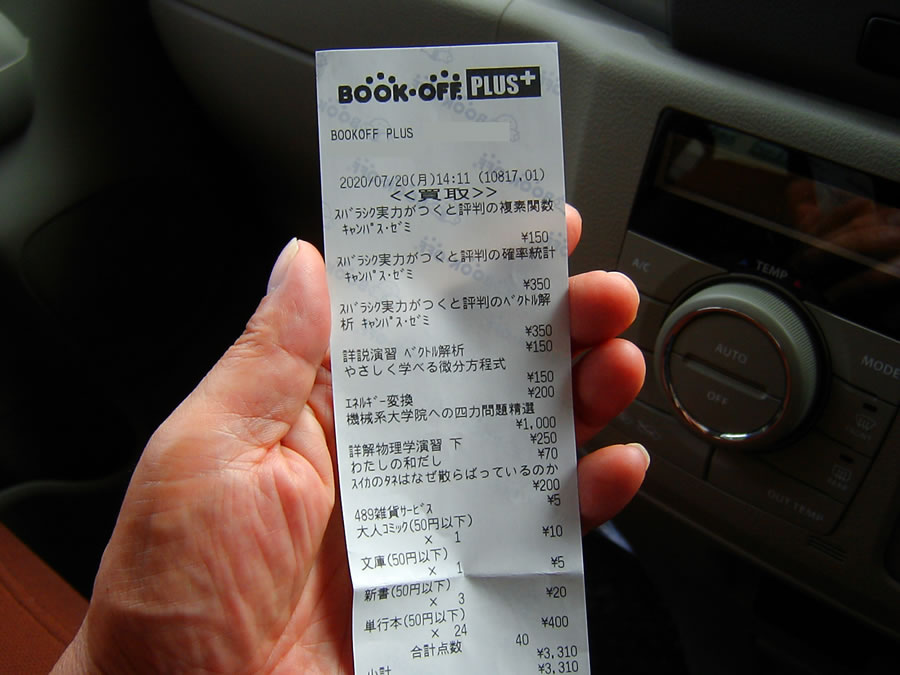 BOOK・OFF PLUS+
BOOKOFF PLUS
2020/07/20(月)14:11 (10817,01)
<<買取>>
ｽﾊﾞﾗｼｸ実力がつくと評判の複素関数
ｷｬﾝﾊﾟｽ・ｾﾞﾐ
¥150
ｽﾊﾞﾗｼｸ実力がつくと評判の確率統計
ｷｬﾝﾊﾟｽ・ｾﾞﾐ
¥350
ｽﾊﾞﾗｼｸ実力がつくと評判のﾍﾞｸﾄﾙ解
析 ｷｬﾝﾊﾟｽ・ｾﾞﾐ
¥350
詳説演習 ﾍﾞｸﾄﾙ解析 ¥150
やさしく学べる微分方程式
¥150
ｴﾈﾙｷﾞｰ変換 ¥200
機械系大学院への四力問題精選
¥1,000
詳解物理学演習 下 ¥250
わたしの和だし ¥70
ｽｲｶのﾀﾈはなぜ散らばっているのか
¥200
489雑貨ｻｰﾋﾞｽ ¥5
大人ｺﾐｯｸ(50円以下)
× 1 ¥10
文庫(50円以下)
× 1 ¥5
新書(50円以下)
× 3 ¥20
単行本(50円以下)
× 24 ¥400
合計点数 40
¥3,310
小計 ¥3,310
A/C
TEMP
AUTO
OFF
MODE
OUT-TEMP